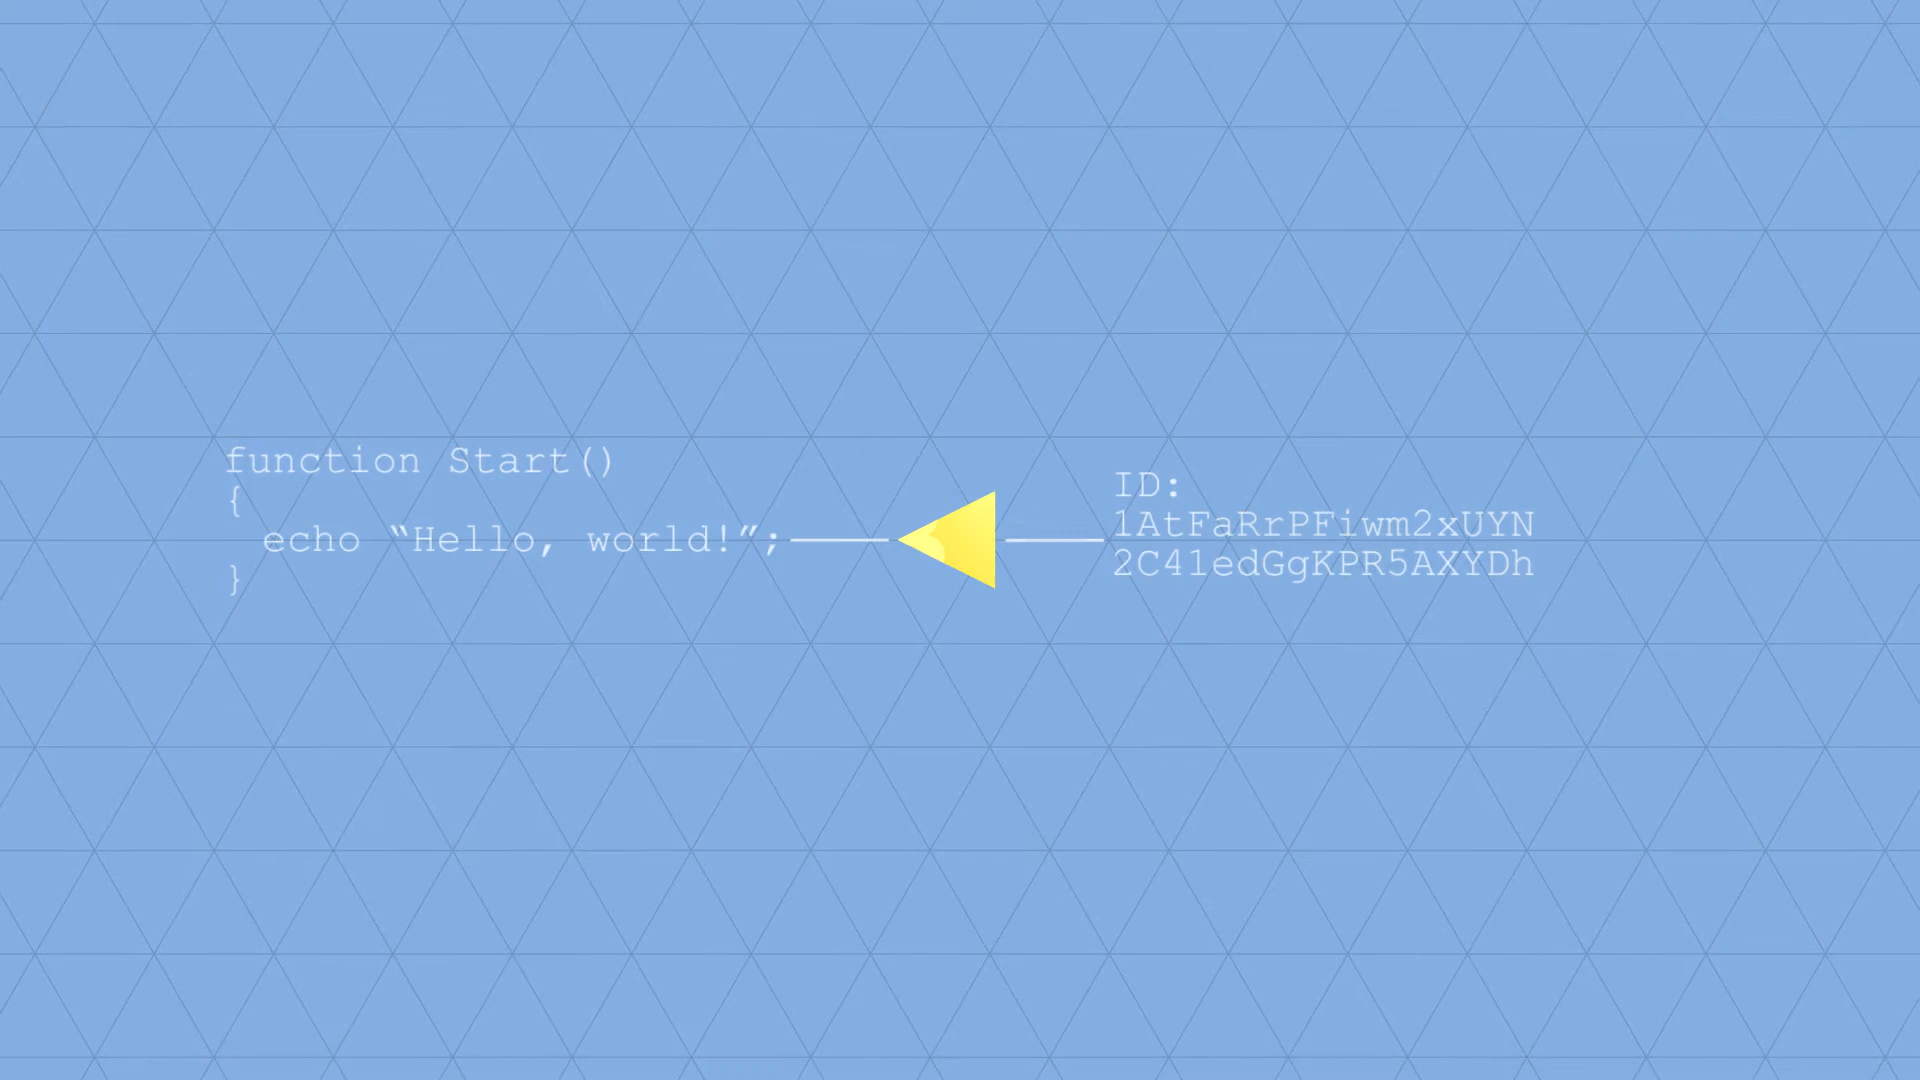 function Start()
{
echo “Hello, world!”;
}
ID:
1AtFaRrPFiwm2xUYN
2C41edGgKPR5AXYDh